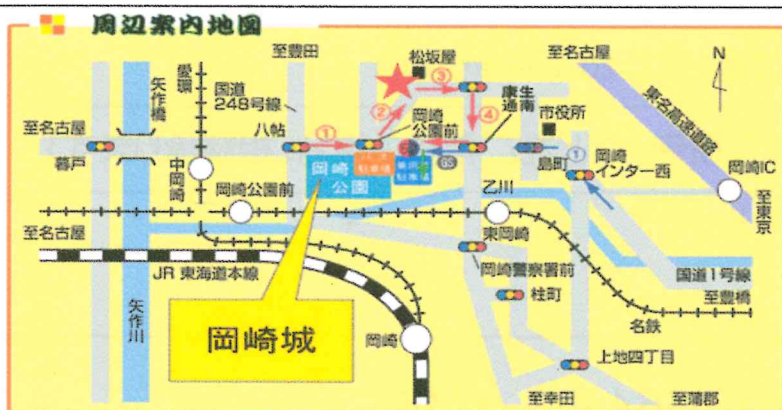 周辺案内地図
至豊田
松坂屋
至名古屋
N
愛環
矢作橋
国道
248号線
③
②
康生通南
市役所
東名高速道路
至名古屋
八帖
①
岡崎
公園前
④
①
暮戸
中岡崎
島町
岡崎
インター西
岡崎IC
GS
岡崎
公園
岡崎公園前
乙川
至東京
至名古屋
東岡崎
JR 東海道本線
岡崎警察署前
国道1号線
至豊橋
柱町
名鉄
矢作川
岡崎城
岡崎
上地四丁目
至幸田
至蒲郡